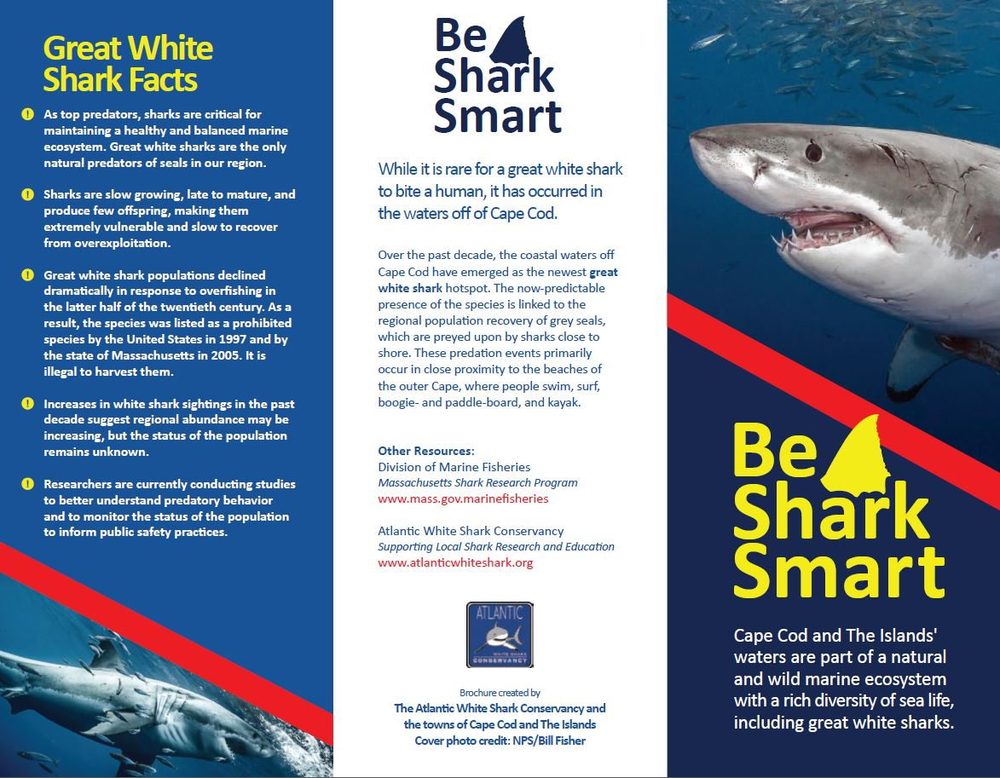 Great White
Shark Facts
As top predators, sharks are critical for
maintaining a healthy and balanced marine
ecosystem. Great white sharks are the only
natural predators of seals in our region.
Sharks are slow growing, late to mature, and
produce few offspring, making them
extremely vulnerable and slow to recover
from overexploitation.
Great white shark populations declined
dramatically in response to overfishing in
the latter half of the twentieth century. As a
result, the species was listed as a prohibited
species by the United States in 1997 and by
the state of Massachusetts in 2005. It is
illegal to harvest them.
Increases in white shark sightings in the past
decade suggest regional abundance may be
increasing, but the status of the population
remains unknown.
Researchers are currently conducting studies
to better understand predatory behavior
and to monitor the status of the population
to inform public safety practices.
Be
Shark
Smart
While it is rare for a great white shark
to bite a human, it has occurred in
the waters off of Cape Cod.
Over the past decade, the coastal waters off
Cape Cod have emerged as the newest great
white shark hotspot. The now-predictable
presence of the species is linked to the
regional population recovery of grey seals,
which are preyed upon by sharks close to
shore. These predation events primarily
occur in close proximity to the beaches of
the outer Cape, where people swim, surf,
boogie- and paddle-board, and kayak.
Other Resources:
Division of Marine Fisheries
Massachusetts Shark Research Program
www.mass.gov.marinefisheries
Atlantic White Shark Conservancy
Supporting Local Shark Research and Education
www.atlanticwhiteshark.org
ATLANTIC
WHITE SHARK
CONSERVANCY
Brochure created by
The Atlantic White Shark Conservancy and
the towns of Cape Cod and The Islands
Cover photo credit: NPS/Bill Fisher
Be
Shark
Smart
Cape Cod and The Islands'
waters are part of a natural
and wild marine ecosystem
with a rich diversity of sea life,
including great white sharks.